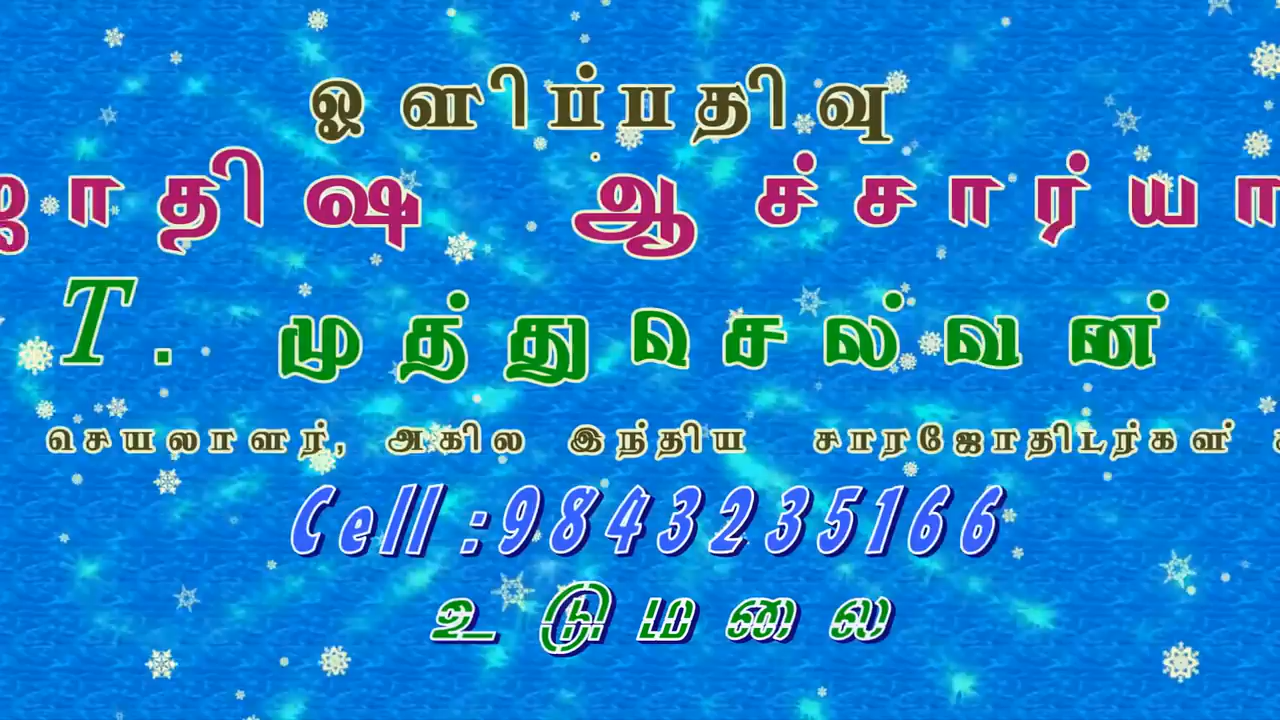 ஒளிப்பதிவு
ஜோதிஷ ஆச்சார்யா
T. முத்துசெல்வன்
செயலாளர், அகில இந்திய சாரஜோதிடர்கள்
Cell :9843235166
உடுமலை